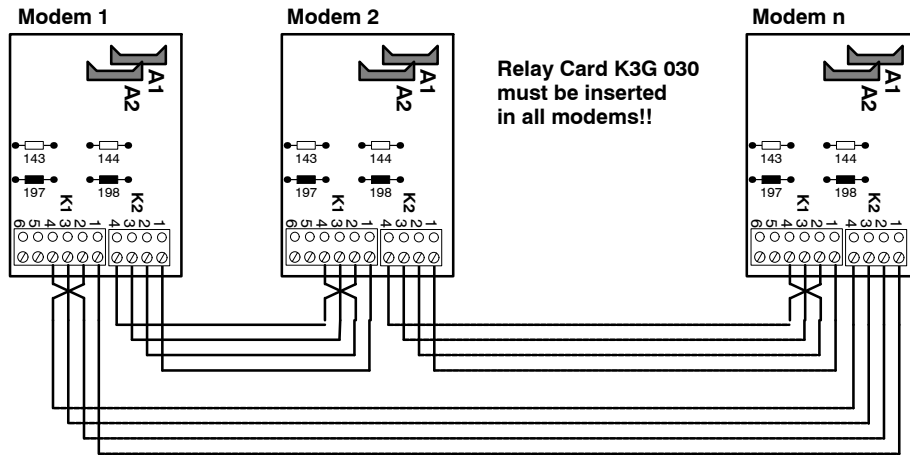 Modem 1
Modem 2
Modem n
Relay Card K3G 030
must be inserted
in all modems!!
A1
A2
143 144
197 198
K1 K2
6 5 4 3 2 1 4 3 2 1
A1
A2
143 144
197 198
K1 K2
6 5 4 3 2 1 4 3 2 1
A1
A2
143 144
197 198
K1 K2
6 5 4 3 2 1 4 3 2 1